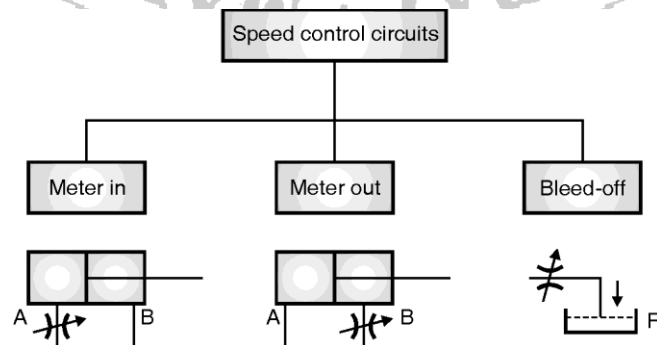 Speed control circuits
Meter in
Meter out
Bleed-off
A
B
A
B